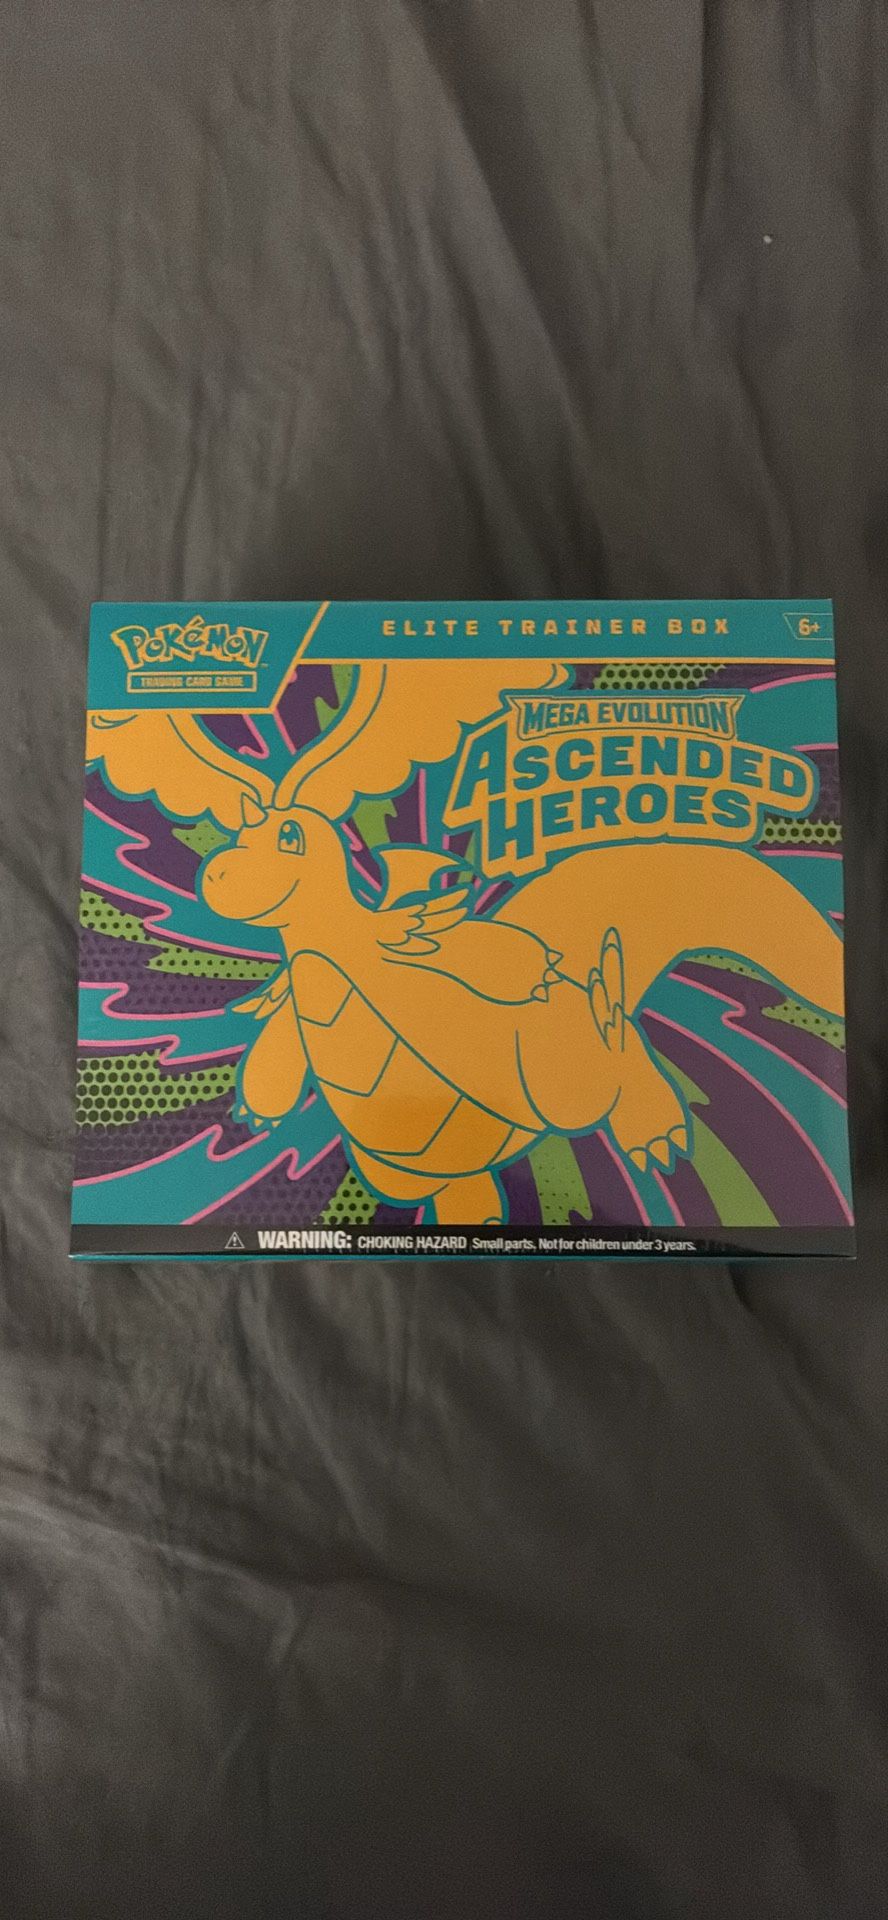 POKéMON
TRADING CARD GAME
ELITE TRAINER BOX
6+
MEGA EVOLUTION
ASCENDED
HEROES
WARNING: CHOKING HAZARD Small parts, Not for children under 3 years.